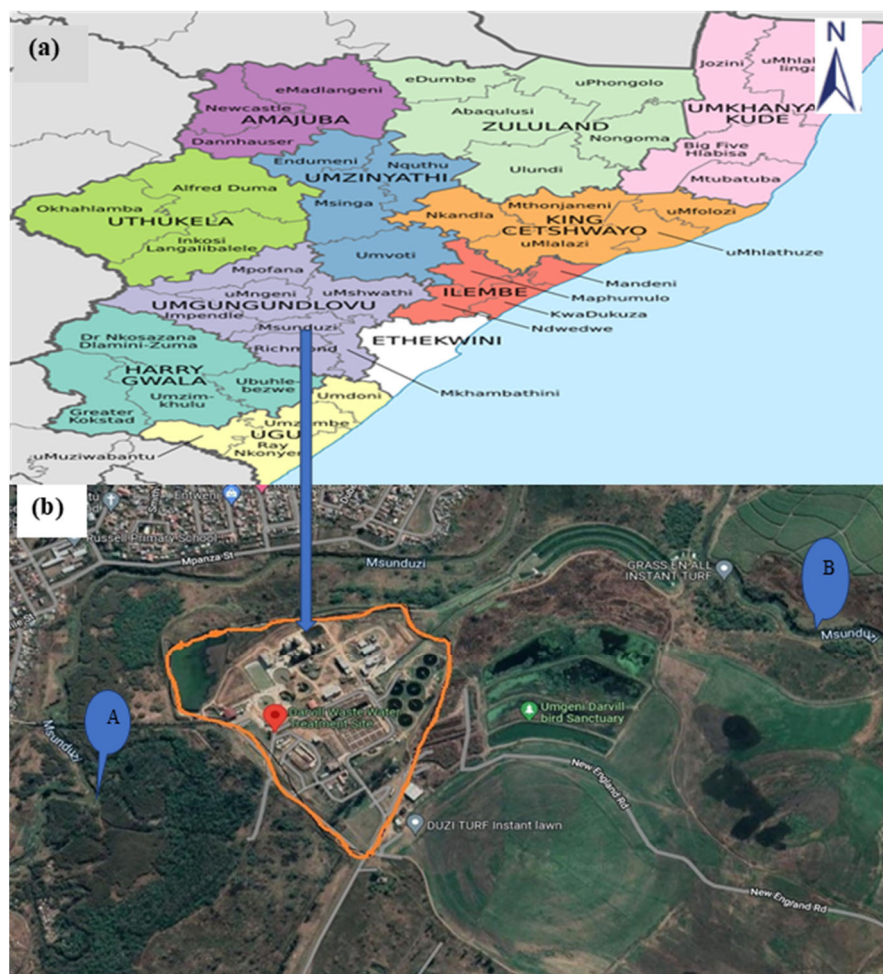 (a)
N
eMadlangeni
Newcastle
AMAJUBA
Dannhauser
eDumbe
uPhongolo
Abaqulusi
ZULULAND
Nongoma
Ulundi
Jozini
UMKHANYA
KUDE
Big Five
Hlabisa
Mtubatuba
Endumeni
Nquthu
UMZINYATHI
Msinga
Umvoti
Alfred Duma
Okhahlamba
UTHUKELA
Inkosi
Langalibalele
Mthonjaneni
Nkandla
KING
CETSHWAYO
uMfolozi
uMlalazi
uMhlathuze
Mpofana
uMngeni
uMshwathi
UMGUNGUNDLOVU
Impendle
Msunduzi
Richmond
Mkhambathini
ILEMBE
Mandeni
Maphumulo
KwaDukuza
Ndwedwe
ETHEKWINI
Dr Nkosazana
Dlamini-Zuma
HARRY
GWALA
Ubuhle-
bezwe
Umzim-
khulu
Greater
Kokstad
Umdoni
UGU
Ray
uMuziwabantu
(b)
Entweni
Russell Primary School
Mpanza St
Msunduzi
GRASS EN ALL
INSTANT TURF
B
Msunduzi
A
Msunduzi
Darvill Waste Water
Treatment Site
Umgeni Darvill
bird Sanctuary
New England Rd
DUZI TURF Instant lawn
New England Rd